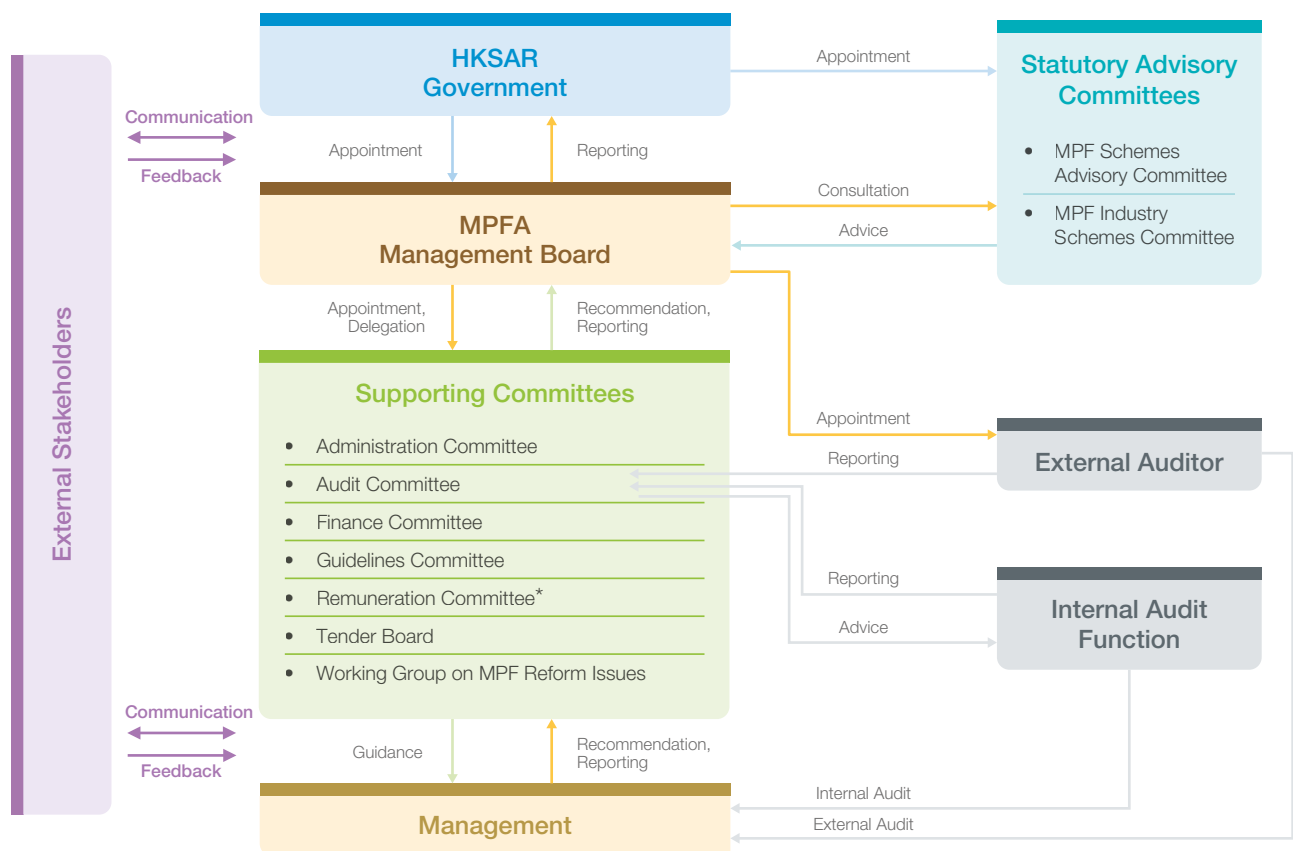 External Stakeholders
Communication
Feedback
HKSAR
Government
Appointment
Statutory Advisory
Committees
• MPF Schemes
Advisory Committee
• MPF Industry
Schemes Committee
Appointment
Reporting
MPFA
Management Board
Consultation
Advice
Appointment,
Delegation
Recommendation,
Reporting
Supporting Committees
• Administration Committee
• Audit Committee
• Finance Committee
• Guidelines Committee
• Remuneration Committee*
• Tender Board
• Working Group on MPF Reform Issues
Appointment
Reporting
External Auditor
Reporting
Advice
Internal Audit
Function
Communication
Feedback
Guidance
Recommendation,
Reporting
Management
Internal Audit
External Audit